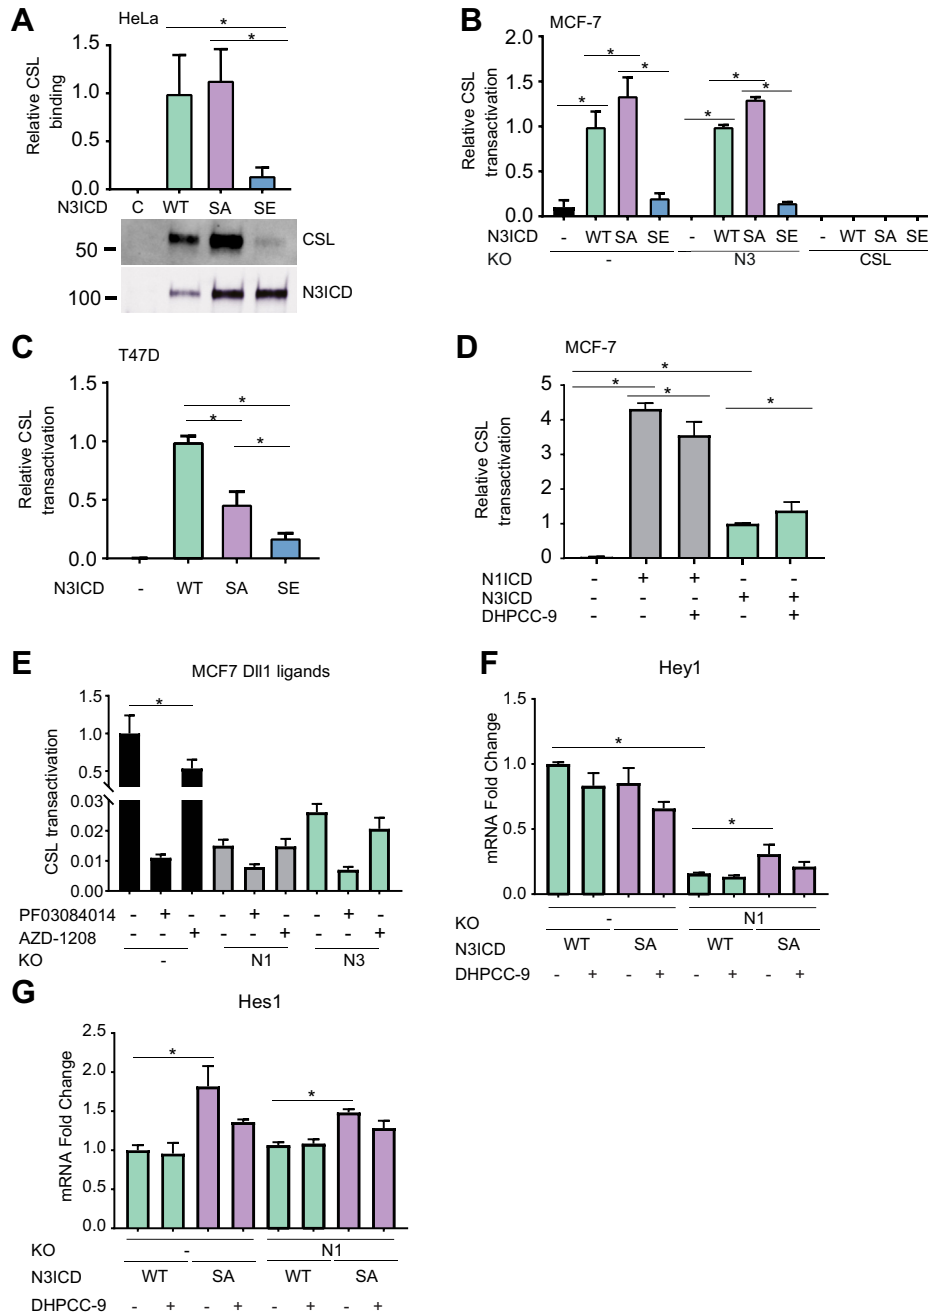 A
HeLa
Relative CSL
binding
1.5
1.0
0.5
0.0
*
*
N3ICD C WT SA SE
50
CSL
100
N3ICD
B
MCF-7
Relative CSL
transactivation
2.0
1.5
1.0
0.5
0
* * * * * *
*
N3ICD - WT SA SE - WT SA SE - WT SA SE
KO - N3 CSL
C
T47D
Relative CSL
transactivation
1.5
1.0
0.5
0.0
*
*
*
N3ICD - WT SA SE
D
MCF-7
Relative CSL
transactivation
5
4
3
2
1
0
*
* *
*
N1ICD - + + - -
N3ICD - - - + +
DHPCC-9 - - + - +
E
MCF7 Dll1 ligands
CSL transactivation
1.5
1.0
0.5
0.03
0.02
0.01
0.00
*
PF03084014 - + - - + - - + -
AZD-1208 - - + - - + - - +
KO - N1 N3
F
Hey1
mRNA Fold Change
1.5
1.0
0.5
0.0
*
*
KO - N1
N3ICD WT SA WT SA
DHPCC-9 - + - + - + - +
G
Hes1
mRNA Fold Change
2.5
2.0
1.5
1.0
0.5
0.0
*
*
KO - N1
N3ICD WT SA WT SA
DHPCC-9 - + - + - + - +